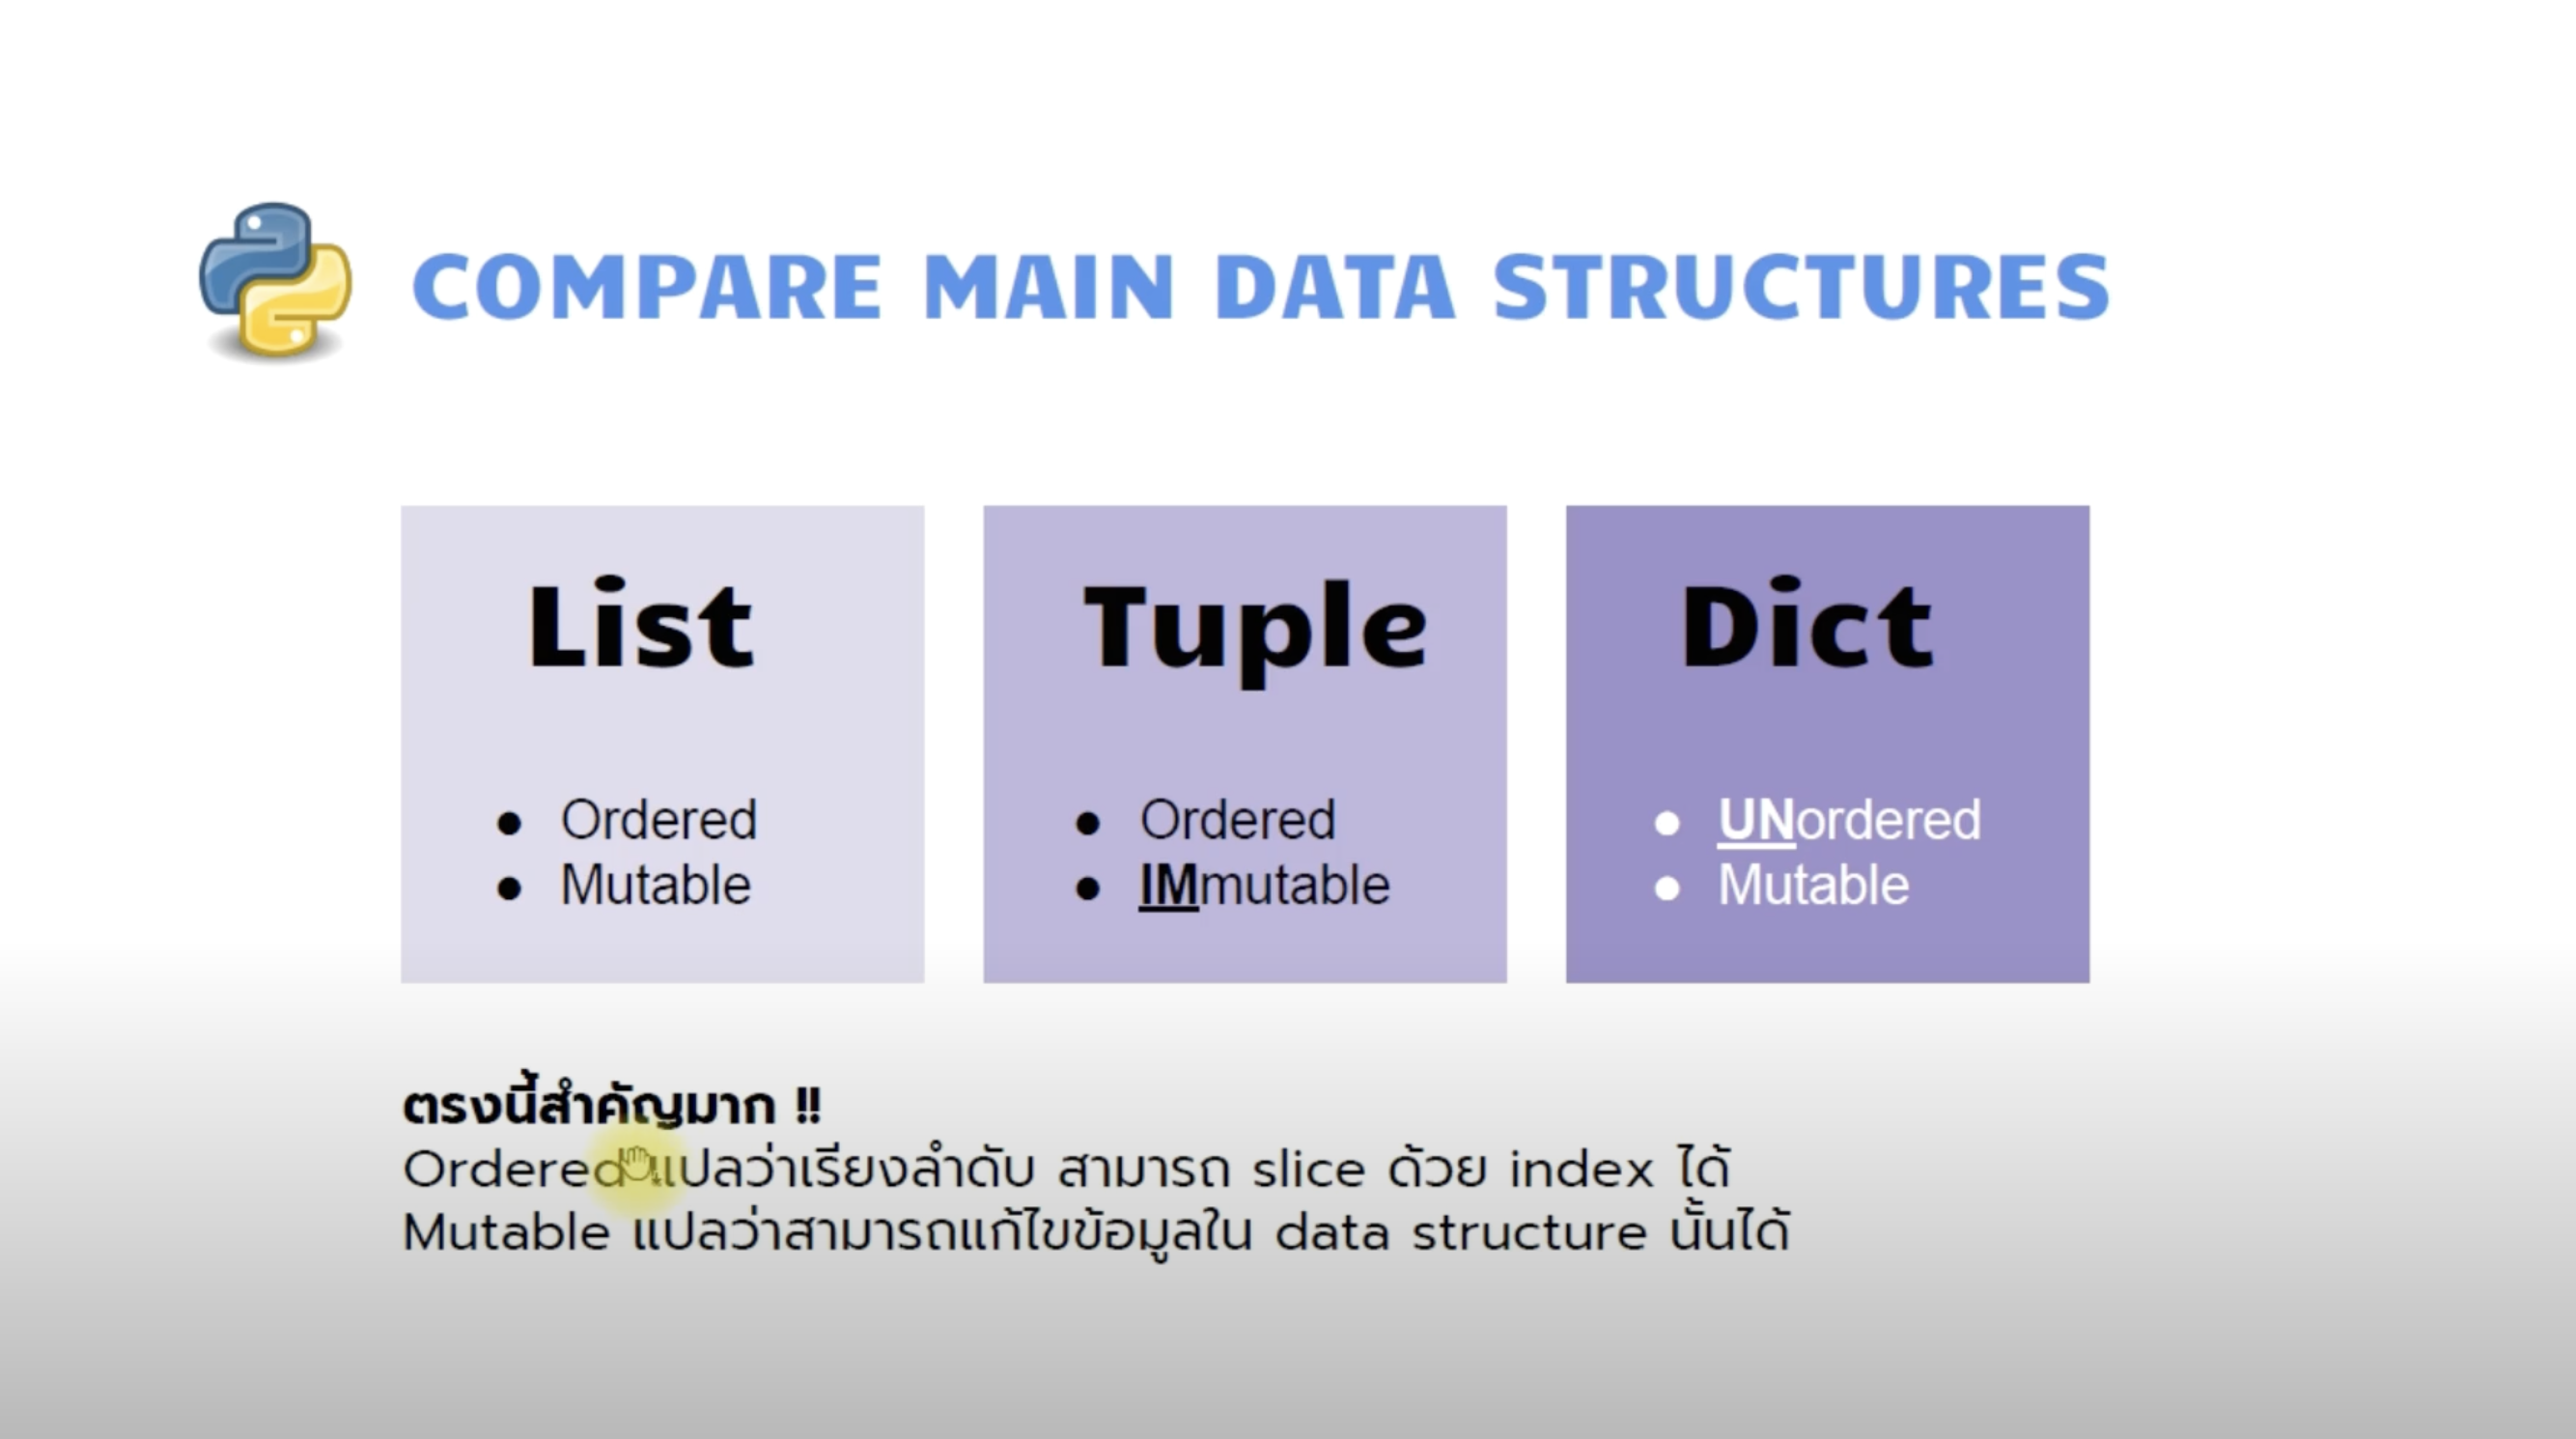 COMPARE MAIN DATA STRUCTURES
List
● Ordered
● Mutable
Tuple
● Ordered
● IMmutable
Dict
● UNordered
● Mutable
ตรงนี้สำคัญมาก !!
Ordered แปลว่าเรียงลำดับ สามารถ slice ด้วย index ได้
Mutable แปลว่าสามารถแก้ไขข้อมูลใน data structure นั้นได้